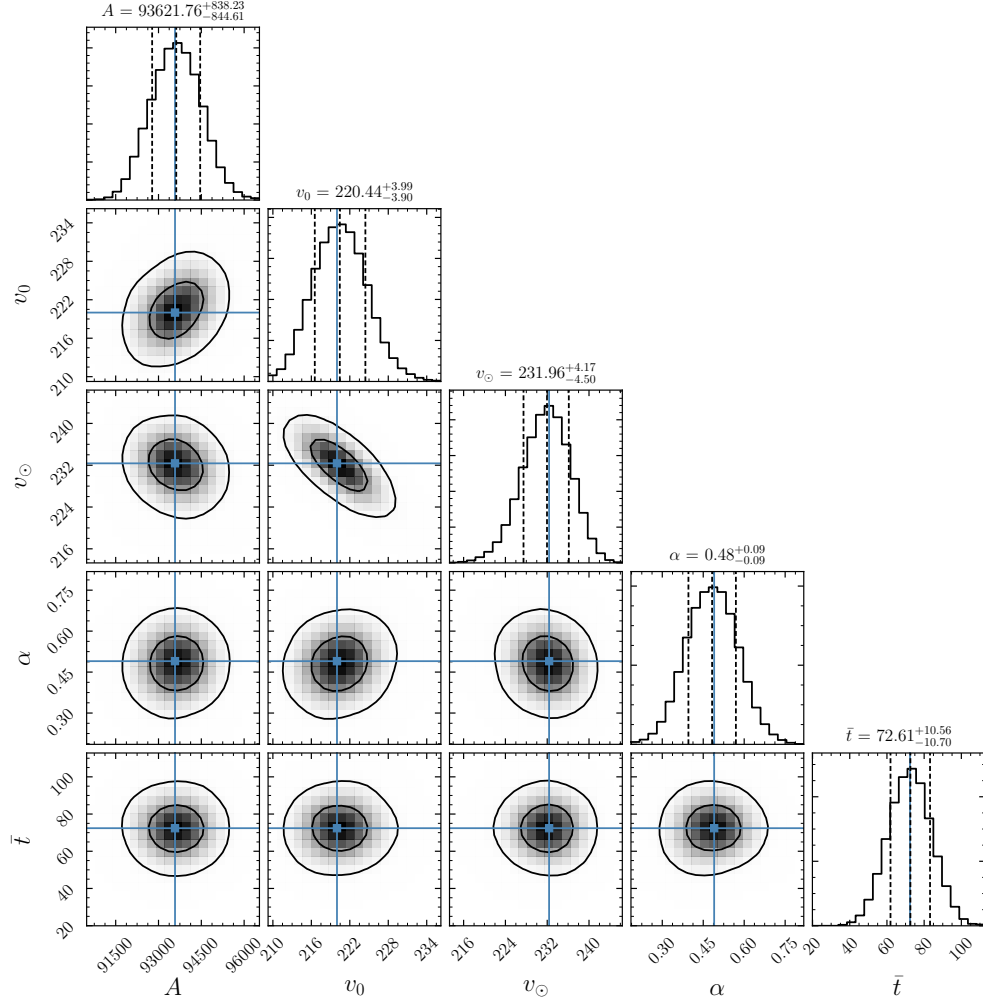 A = 93621.76^{+838.23}_{-844.61}
v_0 = 220.44^{+3.99}_{-3.90}
234
228
222
216
210
v_0
v_⊙ = 231.96^{+4.17}_{-4.50}
240
232
224
216
v_⊙
α = 0.48^{+0.09}_{-0.09}
0.75
0.60
0.45
0.30
α
t̄ = 72.61^{+10.56}_{-10.70}
100
80
60
40
20
t̄
91500 93000 94500 96000
210 216 222 228 234
216 224 232 240
0.30 0.45 0.60 0.75
20 40 60 80 100
A v_0 v_⊙ α t̄